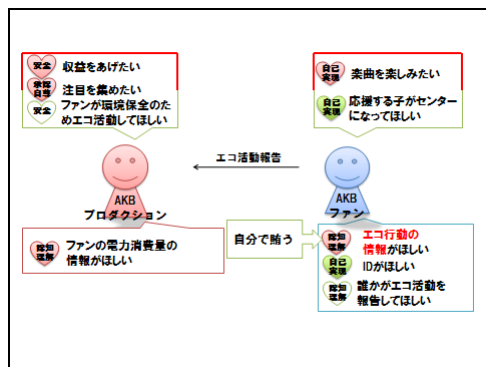 安全 収益をあげたい
承認
自尊
注目を集めたい
安全
ファンが環境保全のた
めエコ活動してほしい
自己
実現
楽曲を楽しみたい
自己
実現
応援する子がセンター
になってほしい
エコ活動報告
AKB
プロダクション
AKB
ファン
認知
理解
ファンの電力消費量の
情報がほしい
自分で賄う
認知
理解
エコ行動の
情報がほしい
自己
実現
IDがほしい
認知
理解
誰かがエコ活動を
報告してほしい